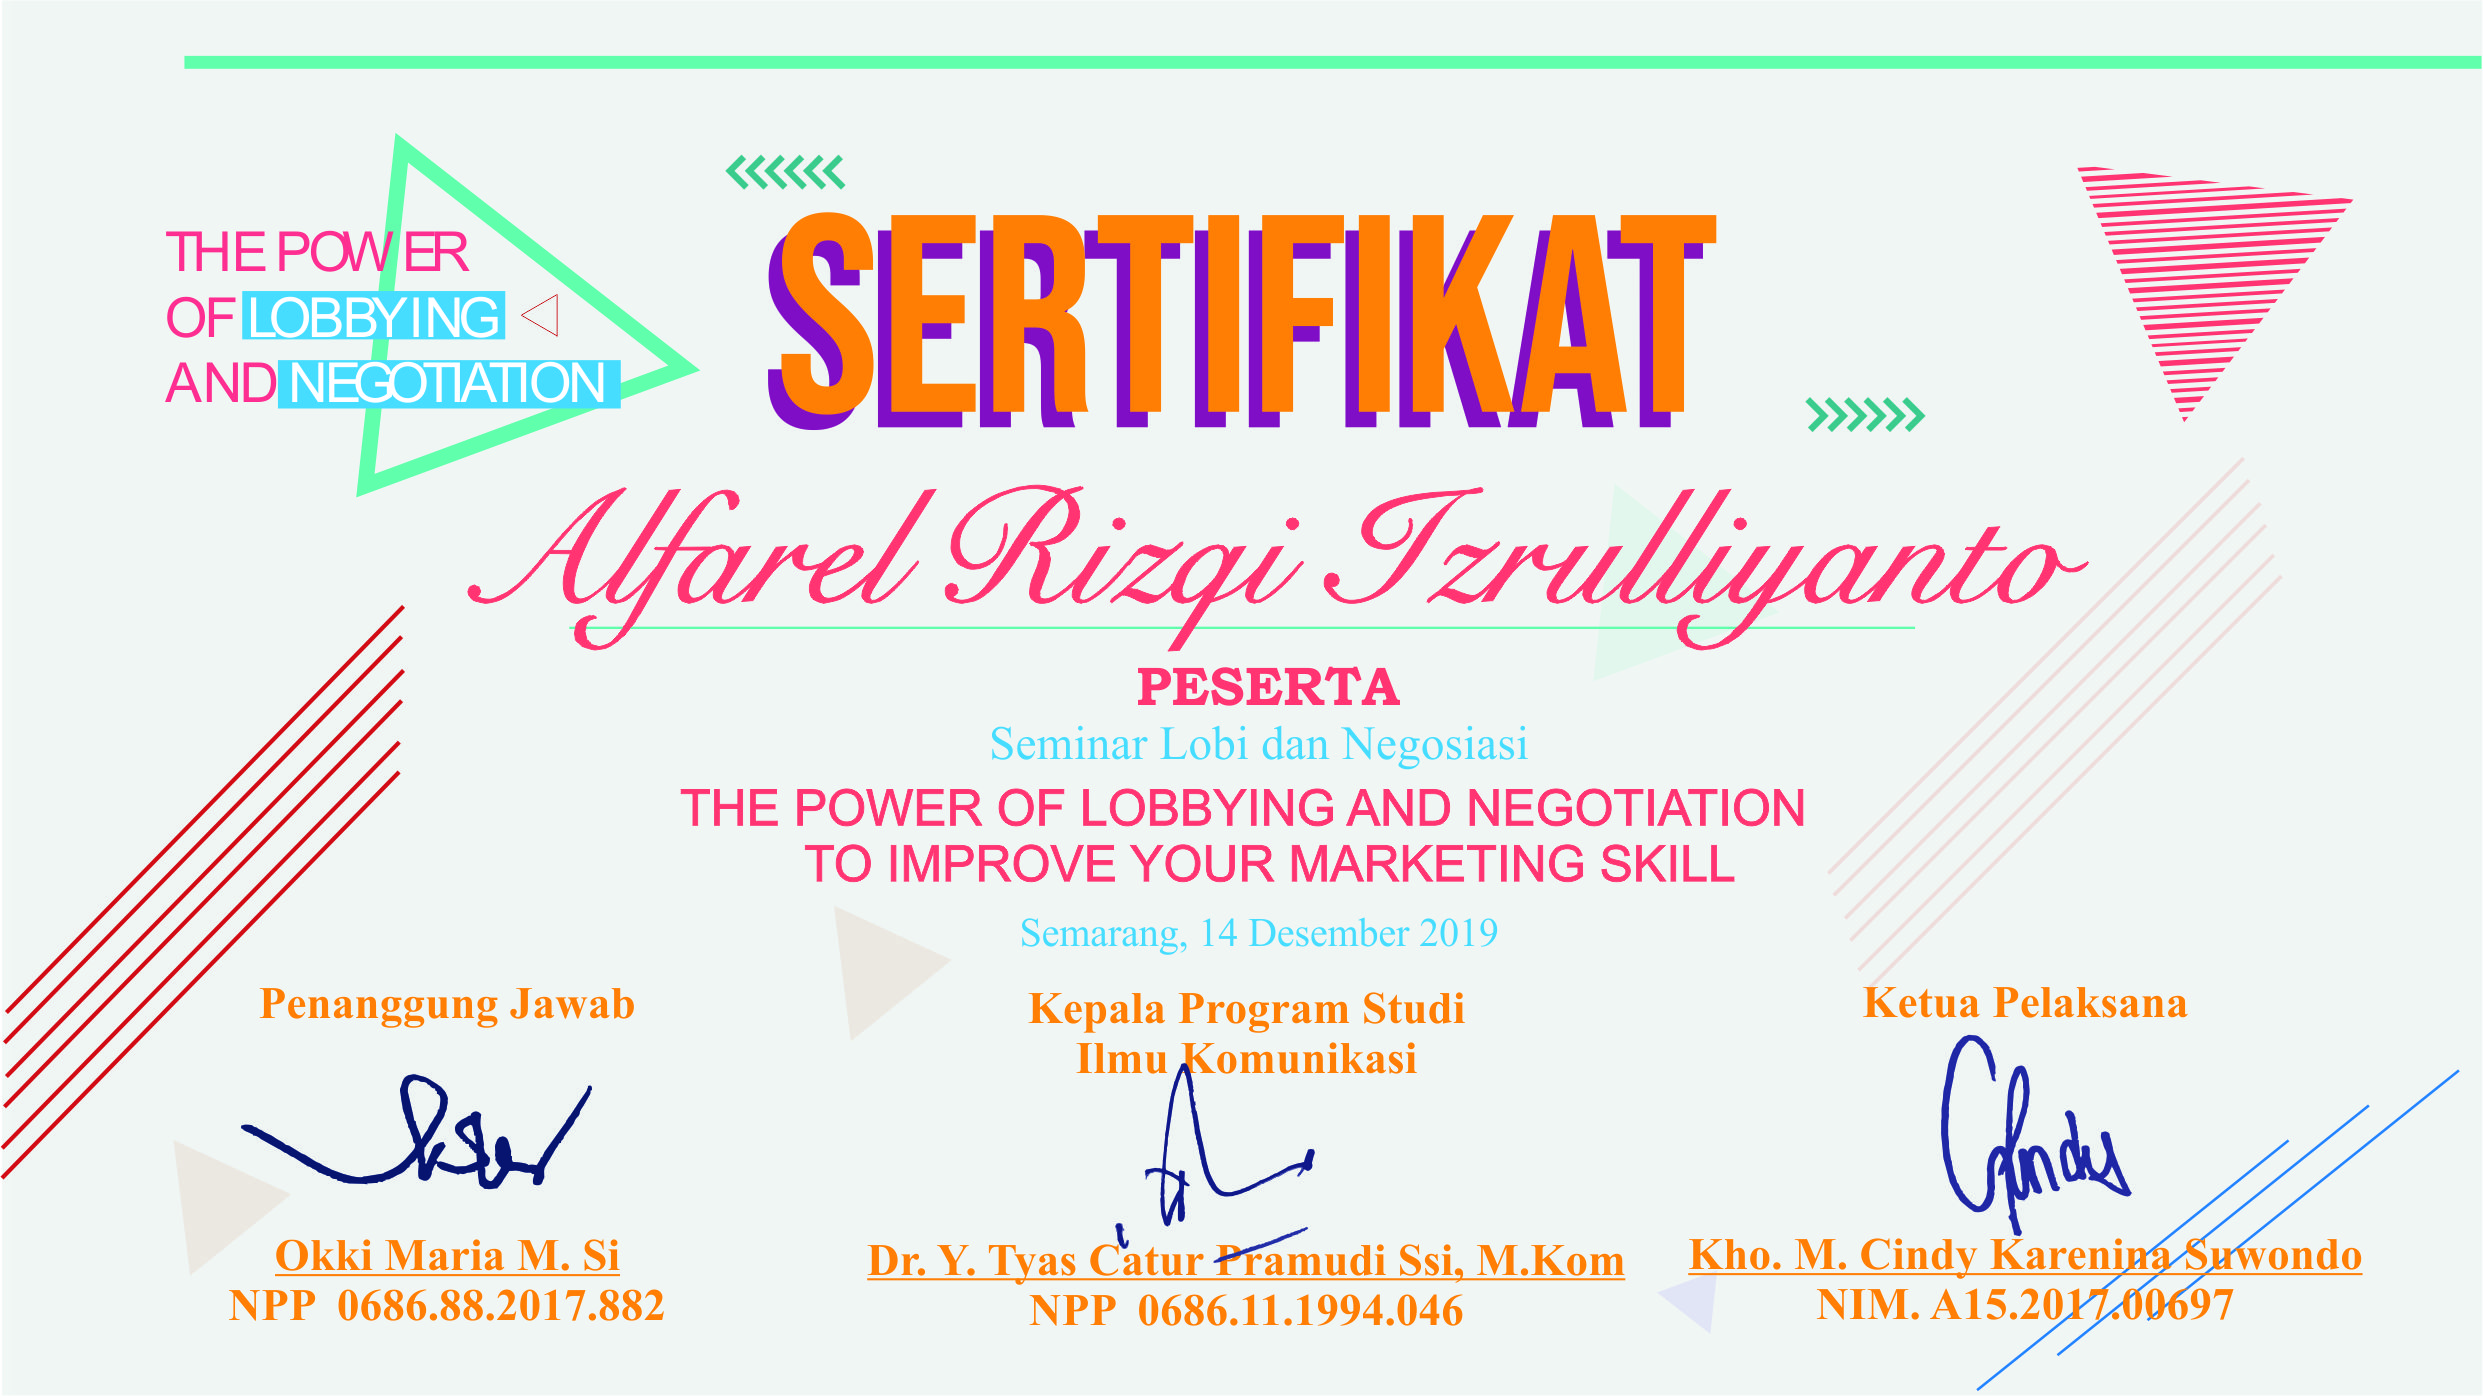 THE POWER
OF LOBBYING
AND NEGOTIATION
SERTIFIKAT
Alfarel Rizqi Izrulliyanto
PESERTA
Seminar Lobi dan Negosiasi
THE POWER OF LOBBYING AND NEGOTIATION
TO IMPROVE YOUR MARKETING SKILL
Semarang, 14 Desember 2019
Penanggung Jawab
Okki Maria M. Si
NPP 0686.88.2017.882
Kepala Program Studi
Ilmu Komunikasi
Dr. Y. Tyas Catur Pramudi Ssi, M.Kom
NPP 0686.11.1994.046
Ketua Pelaksana
Cindy
Kho. M. Cindy Karenina Suwondo
NIM. A15.2017.00697